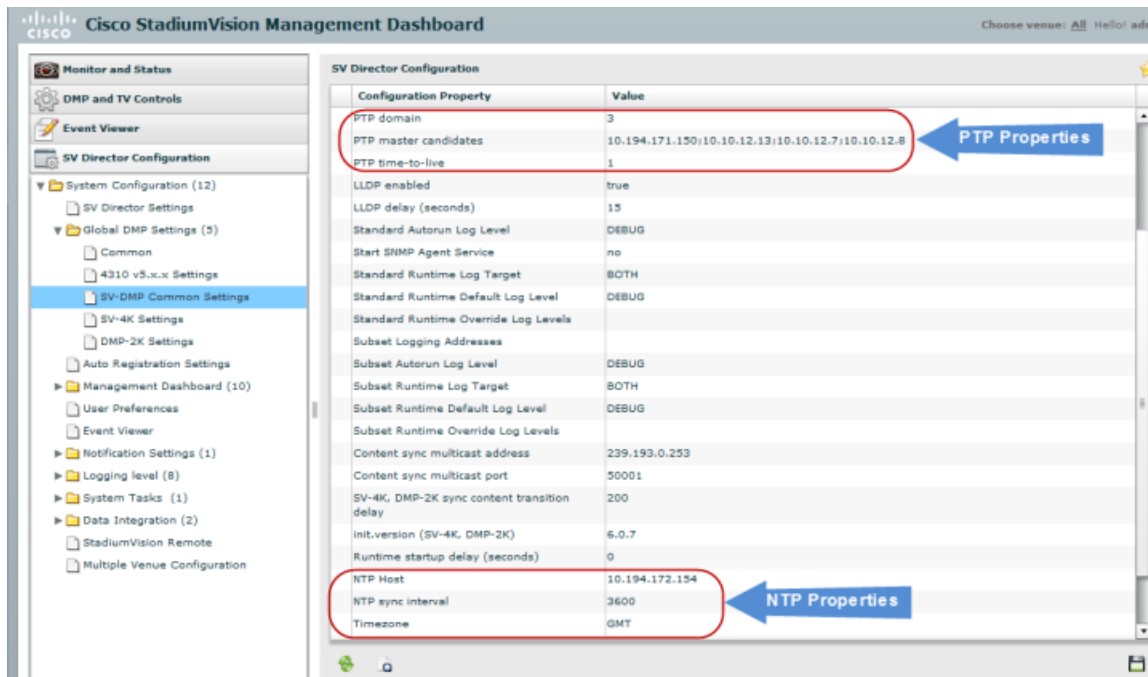 CISCO Cisco StadiumVision Management Dashboard Choose venue: All Hello! adm
Monitor and Status
DMP and TV Controls
Event Viewer
SV Director Configuration
System Configuration (12)
SV Director Settings
Global DMP Settings (5)
Common
4310 v5.x.x Settings
SV-DMP Common Settings
SV-4K Settings
DMP-2K Settings
Auto Registration Settings
Management Dashboard (10)
User Preferences
Event Viewer
Notification Settings (1)
Logging level (8)
System Tasks (1)
Data Integration (2)
StadiumVision Remote
Multiple Venue Configuration
SV Director Configuration
Configuration Property Value
PTP domain 3
PTP master candidates 10.194.171.150;10.10.12.13;10.10.12.7;10.10.12.8
PTP time-to-live 1
PTP Properties
LLDP enabled true
LLDP delay (seconds) 15
Standard Autorun Log Level DEBUG
Start SNMP Agent Service no
Standard Runtime Log Target BOTH
Standard Runtime Default Log Level DEBUG
Standard Runtime Override Log Levels
Subset Logging Addresses
Subset Autorun Log Level DEBUG
Subset Runtime Log Target BOTH
Subset Runtime Default Log Level DEBUG
Subset Runtime Override Log Levels
Content sync multicast address 239.193.0.253
Content sync multicast port 50001
SV-4K, DMP-2K sync content transition 200
delay
init.version (SV-4K, DMP-2K) 6.0.7
Runtime startup delay (seconds) 0
NTP Host 10.194.172.154
NTP sync interval 3600
Timezone GMT
NTP Properties